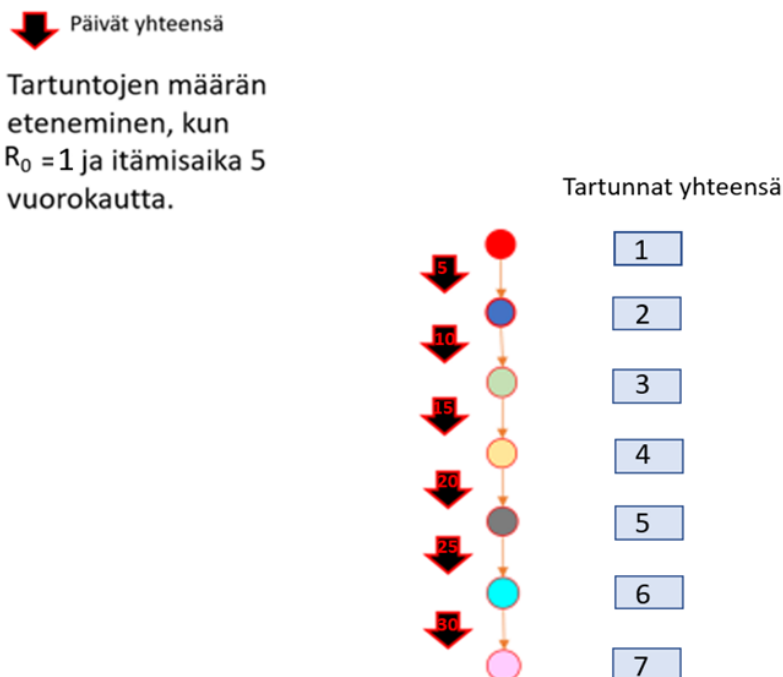 Päivät yhteensä
Tartuntojen määrän
eteneminen, kun
R₀ =1 ja itämisaika 5
vuorokautta.
Tartunnat yhteensä
1
5
2
10
3
15
4
20
5
25
6
30
7